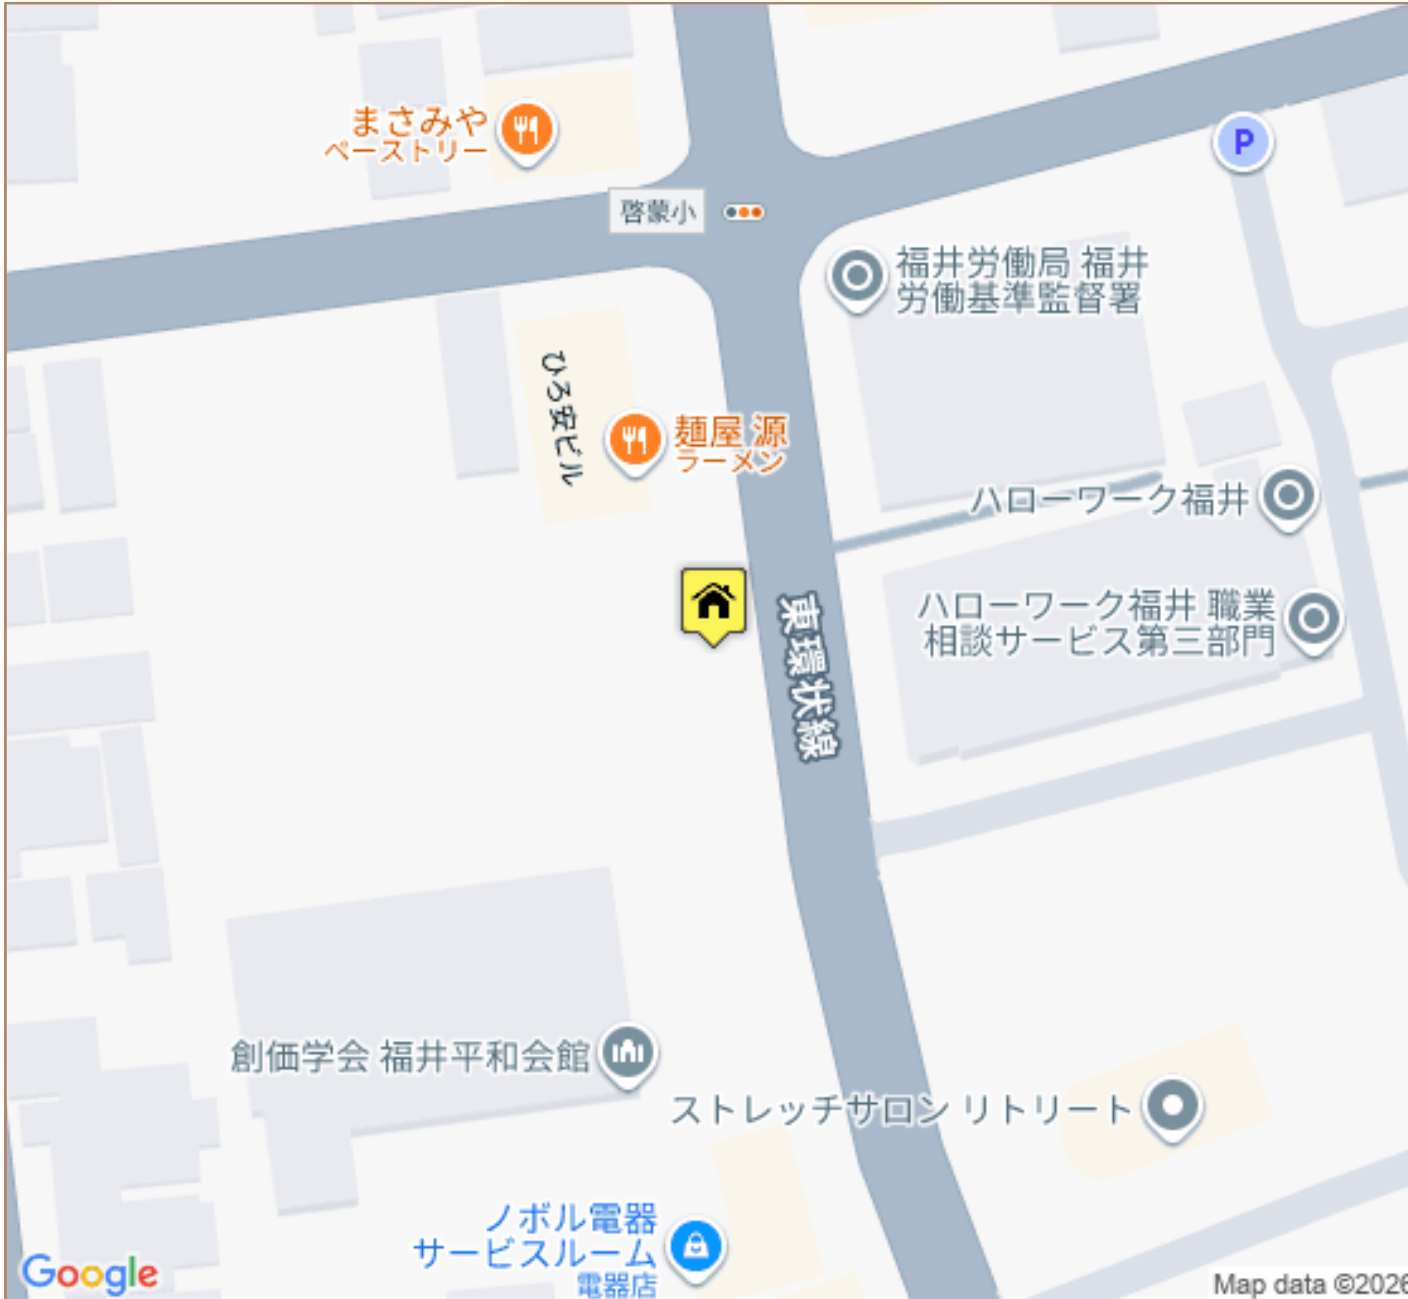 まさみや
ペーストリー
啓蒙小
P
福井労働局 福井
労働基準監督署
ひろ安ビル
麺屋 源
ラーメン
ハローワーク福井
東環状線
ハローワーク福井 職業
相談サービス第三部門
創価学会 福井平和会館
ストレッチサロン リトリート
ノボル電器
サービスルーム
電器店
Google
Map data ©2026